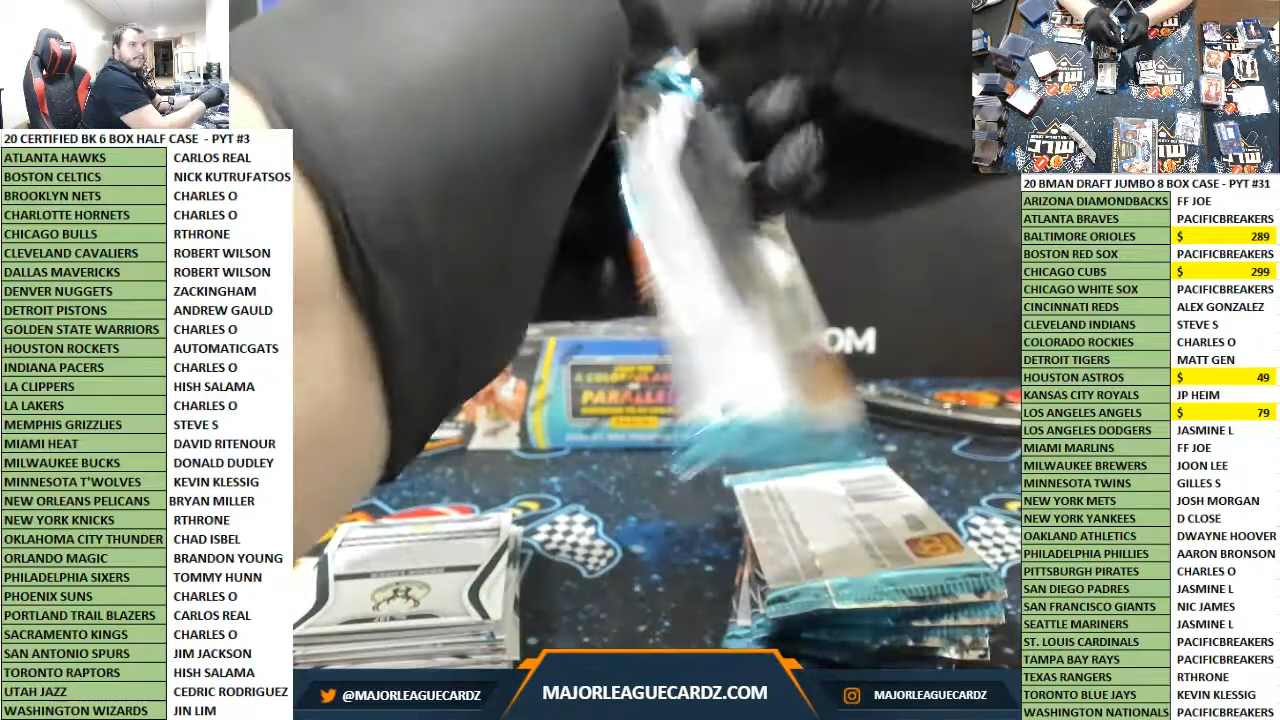 20 CERTIFIED BK 6 BOX HALF CASE - PYT #3
ATLANTA HAWKS CARLOS REAL
BOSTON CELTICS NICK KUTRUFATSOS
BROOKLYN NETS CHARLES O
CHARLOTTE HORNETS CHARLES O
CHICAGO BULLS RTHRONE
CLEVELAND CAVALIERS ROBERT WILSON
DALLAS MAVERICKS ROBERT WILSON
DENVER NUGGETS ZACKINGHAM
DETROIT PISTONS ANDREW GAULD
GOLDEN STATE WARRIORS CHARLES O
HOUSTON ROCKETS AUTOMATICGATS
INDIANA PACERS CHARLES O
LA CLIPPERS HISH SALAMA
LA LAKERS CHARLES O
MEMPHIS GRIZZLIES STEVE S
MIAMI HEAT DAVID RITENOUR
MILWAUKEE BUCKS DONALD DUDLEY
MINNESOTA T'WOLVES KEVIN KLESSIG
NEW ORLEANS PELICANS BRYAN MILLER
NEW YORK KNICKS RTHRONE
OKLAHOMA CITY THUNDER CHAD ISBEL
ORLANDO MAGIC BRANDON YOUNG
PHILADELPHIA SIXERS TOMMY HUNN
PHOENIX SUNS CHARLES O
PORTLAND TRAIL BLAZERS CARLOS REAL
SACRAMENTO KINGS CHARLES O
SAN ANTONIO SPURS JIM JACKSON
TORONTO RAPTORS HISH SALAMA
UTAH JAZZ CEDRIC RODRIGUEZ
WASHINGTON WIZARDS JIN LIM
OM
PARALLEL
@MAJORLEAGUECARDZ
MAJORLEAGUECARDZ.COM
MAJORLEAGUECARDZ
20 BMAN DRAFT JUMBO 8 BOX CASE - PYT #31
ARIZONA DIAMONDBACKS FF JOE
ATLANTA BRAVES PACIFICBREAKERS
BALTIMORE ORIOLES $ 289
BOSTON RED SOX PACIFICBREAKERS
CHICAGO CUBS $ 299
CHICAGO WHITE SOX PACIFICBREAKERS
CINCINNATI REDS ALEX GONZALEZ
CLEVELAND INDIANS STEVE S
COLORADO ROCKIES CHARLES O
DETROIT TIGERS MATT GEN
HOUSTON ASTROS $ 49
KANSAS CITY ROYALS JP HEIM
LOS ANGELES ANGELS $ 79
LOS ANGELES DODGERS JASMINE L
MIAMI MARLINS FF JOE
MILWAUKEE BREWERS JOON LEE
MINNESOTA TWINS GILLES S
NEW YORK METS JOSH MORGAN
NEW YORK YANKEES D CLOSE
OAKLAND ATHLETICS DWAYNE HOOVER
PHILADELPHIA PHILLIES AARON BRONSON
PITTSBURGH PIRATES CHARLES O
SAN DIEGO PADRES JASMINE L
SAN FRANCISCO GIANTS NIC JAMES
SEATTLE MARINERS JASMINE L
ST. LOUIS CARDINALS PACIFICBREAKERS
TAMPA BAY RAYS PACIFICBREAKERS
TEXAS RANGERS RTHRONE
TORONTO BLUE JAYS KEVIN KLESSIG
WASHINGTON NATIONALS PACIFICBREAKERS